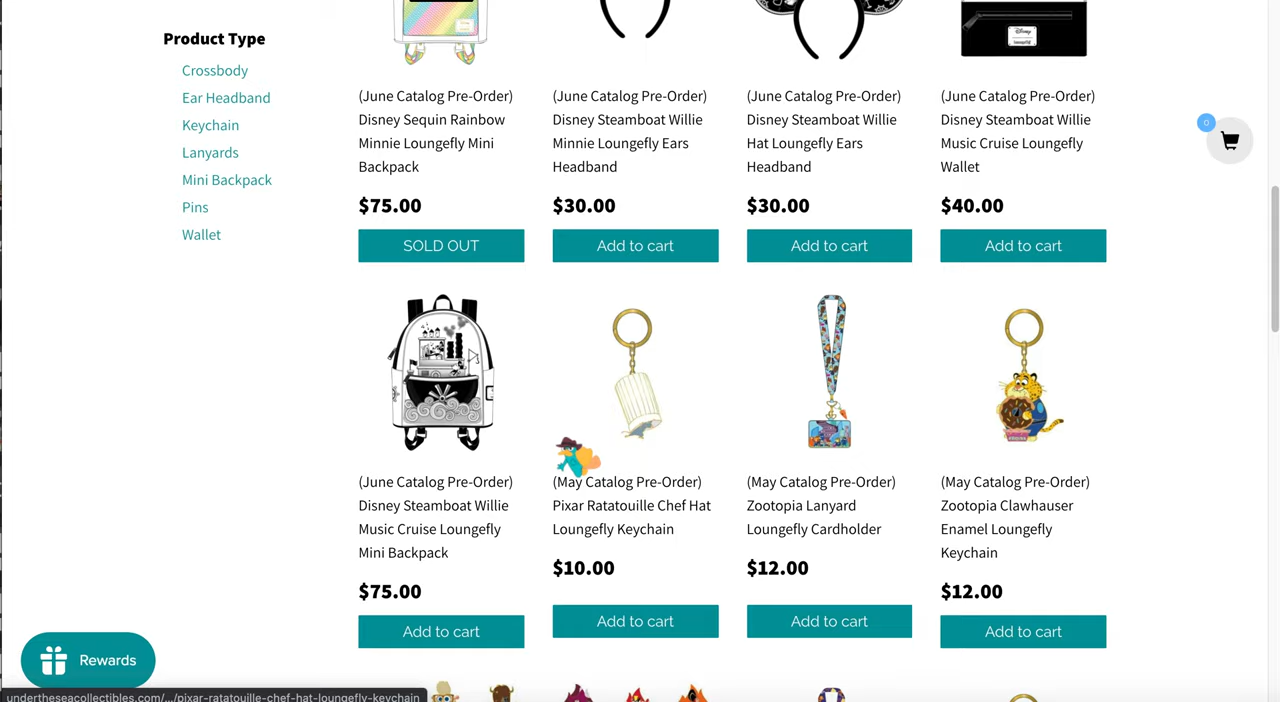 Product Type
Crossbody
Ear Headband
Keychain
Lanyards
Mini Backpack
Pins
Wallet
Disney
Loungefly
(June Catalog Pre-Order)
Disney Sequin Rainbow
Minnie Loungefly Mini
Backpack
$75.00
SOLD OUT
(June Catalog Pre-Order)
Disney Steamboat Willie
Minnie Loungefly Ears
Headband
$30.00
Add to cart
(June Catalog Pre-Order)
Disney Steamboat Willie
Hat Loungefly Ears
Headband
$30.00
Add to cart
(June Catalog Pre-Order)
Disney Steamboat Willie
Music Cruise Loungefly
Wallet
$40.00
Add to cart
0
(June Catalog Pre-Order)
Disney Steamboat Willie
Music Cruise Loungefly
Mini Backpack
$75.00
Add to cart
(May Catalog Pre-Order)
Pixar Ratatouille Chef Hat
Loungefly Keychain
$10.00
Add to cart
(May Catalog Pre-Order)
Zootopia Lanyard
Loungefly Cardholder
$12.00
Add to cart
(May Catalog Pre-Order)
Zootopia Clawhauser
Enamel Loungefly
Keychain
$12.00
Add to cart
Rewards
undertheseacollectibles.com/.../pixar-ratatouille-chef-hat-loungefly-keychain